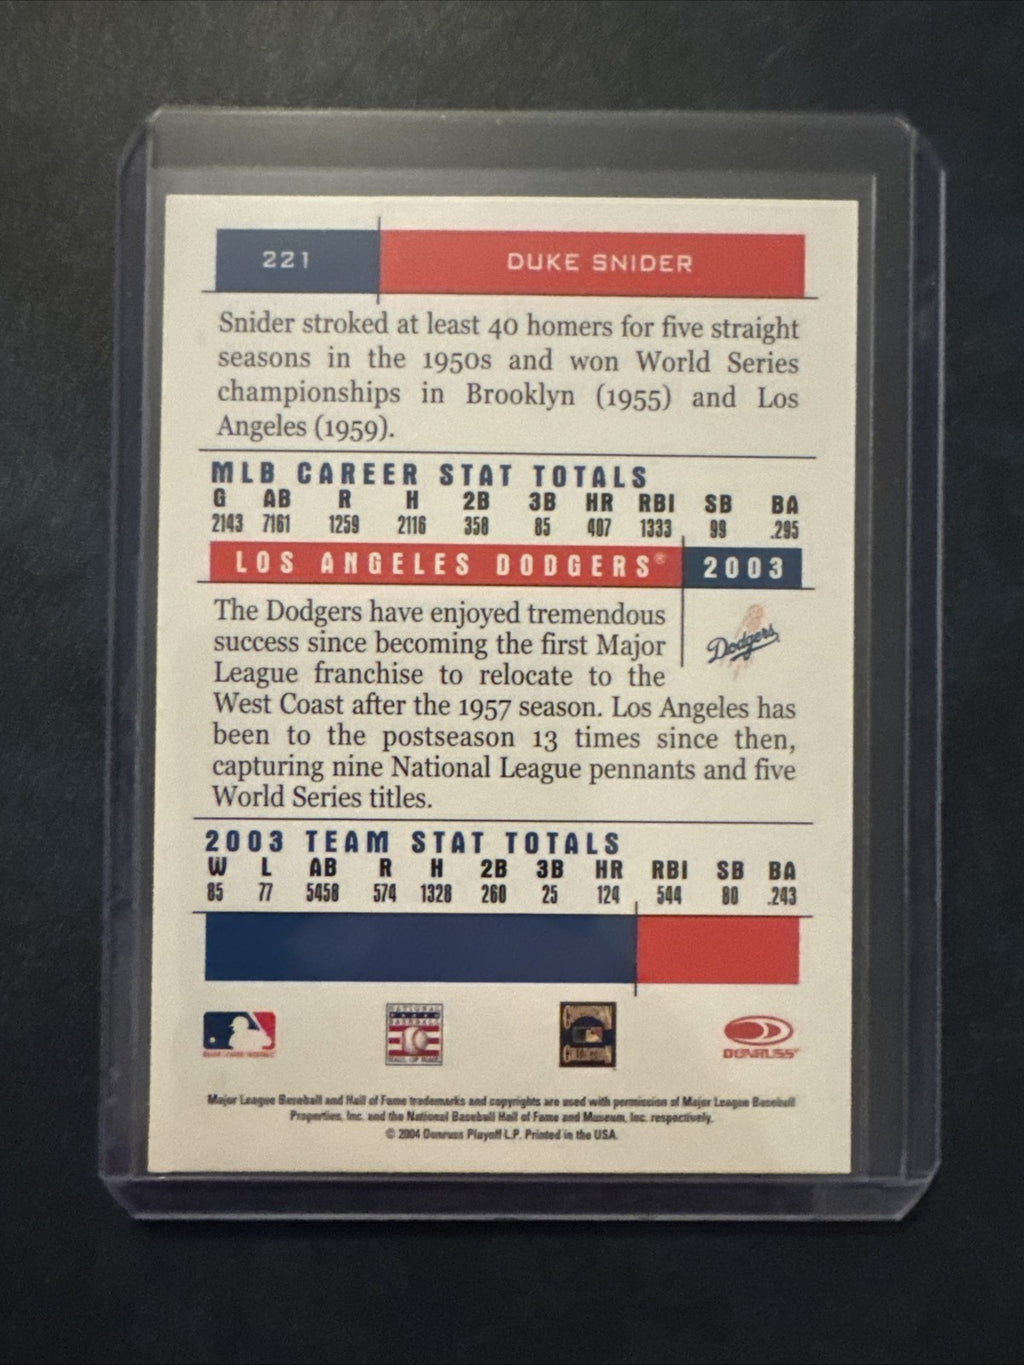 221 DUKE SNIDER
Snider stroked at least 40 homers for five straight
seasons in the 1950s and won World Series
championships in Brooklyn (1955) and Los
Angeles (1959).
MLB CAREER STAT TOTALS
G AB R H 2B 3B HR RBI SB BA
2143 7161 1259 2116 358 85 407 1333 99 .295
LOS ANGELES DODGERS® 2003
The Dodgers have enjoyed tremendous
success since becoming the first Major
Dodgers
League franchise to relocate to the
West Coast after the 1957 season. Los Angeles has
been to the postseason 13 times since then,
capturing nine National League pennants and five
World Series titles.
2003 TEAM STAT TOTALS
W L AB R H 2B 3B HR RBI SB BA
85 77 5458 574 1328 260 25 124 544 80 .243
NATIONAL
BASEBALL
HALL OF FAME
COOPERSTOWN
COLLECTION
DONRUSS
Major League Baseball and Hall of Fame trademarks and copyrights are used with permission of Major League Baseball
Properties, Inc. and the National Baseball Hall of Fame and Museum, Inc. respectively.
© 2004 Donruss Playoff L.P. Printed in the USA.